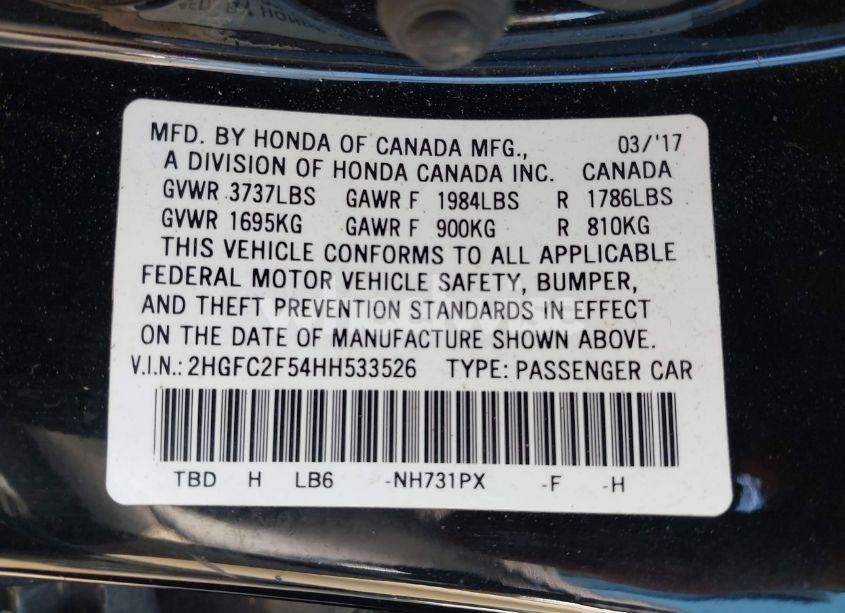 MFD. BY HONDA OF CANADA MFG., 03/'17
A DIVISION OF HONDA CANADA INC. CANADA
GVWR 3737LBS GAWR F 1984LBS R 1786LBS
GVWR 1695KG GAWR F 900KG R 810KG
THIS VEHICLE CONFORMS TO ALL APPLICABLE
FEDERAL MOTOR VEHICLE SAFETY, BUMPER,
AND THEFT PREVENTION STANDARDS IN EFFECT
ON THE DATE OF MANUFACTURE SHOWN ABOVE.
V.I.N.: 2HGFC2F54HH533526 TYPE: PASSENGER CAR
TBD H LB6 -NH731PX -F -H